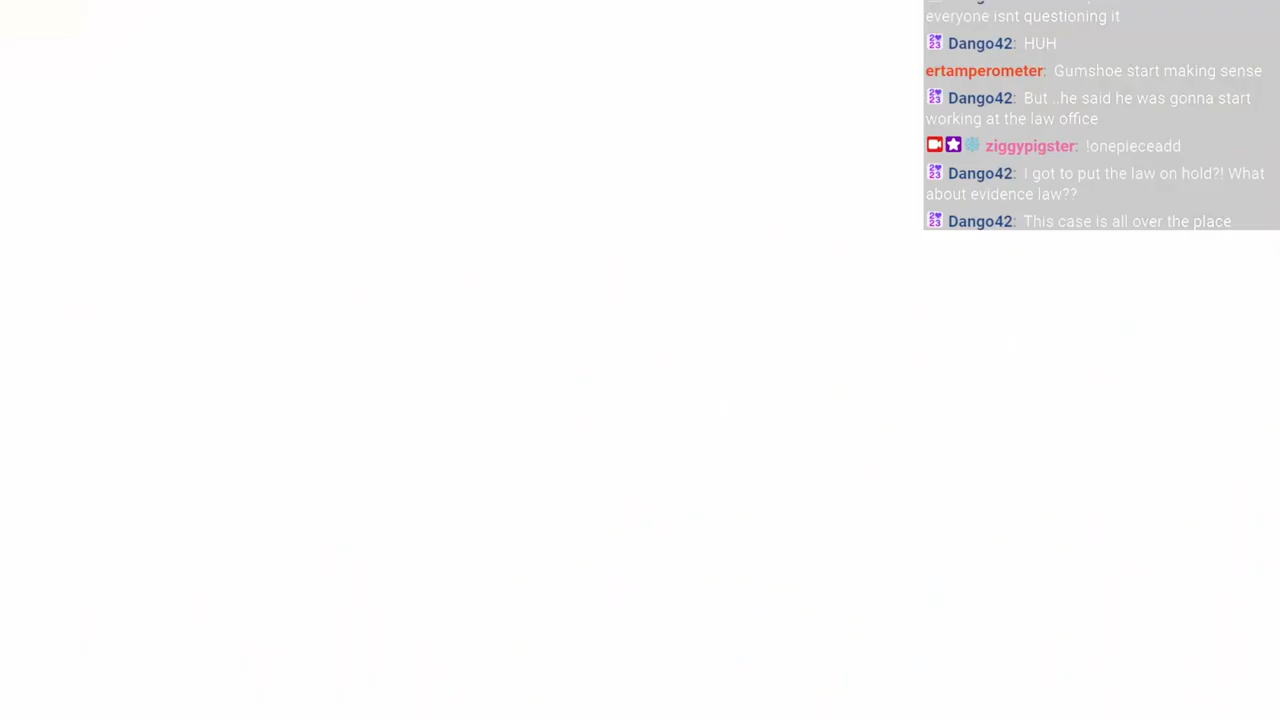 everyone isnt questioning it
Dango42: HUH
ertamperometer: Gumshoe start making sense
Dango42: But ..he said he was gonna start
working at the law office
ziggypigster: !onepieceadd
Dango42: I got to put the law on hold?! What
about evidence law??
Dango42: This case is all over the place